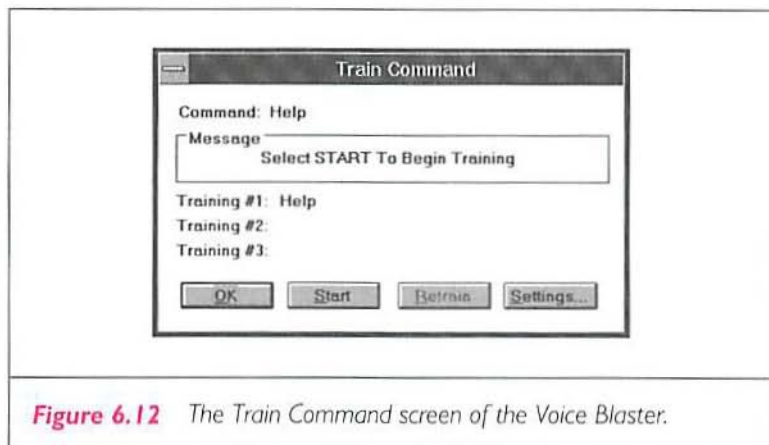 Train Command
Command: Help
Message
Select START To Begin Training
Training #1: Help
Training #2:
Training #3:
OK Start Retrain Settings...
Figure 6.12 The Train Command screen of the Voice Blaster.